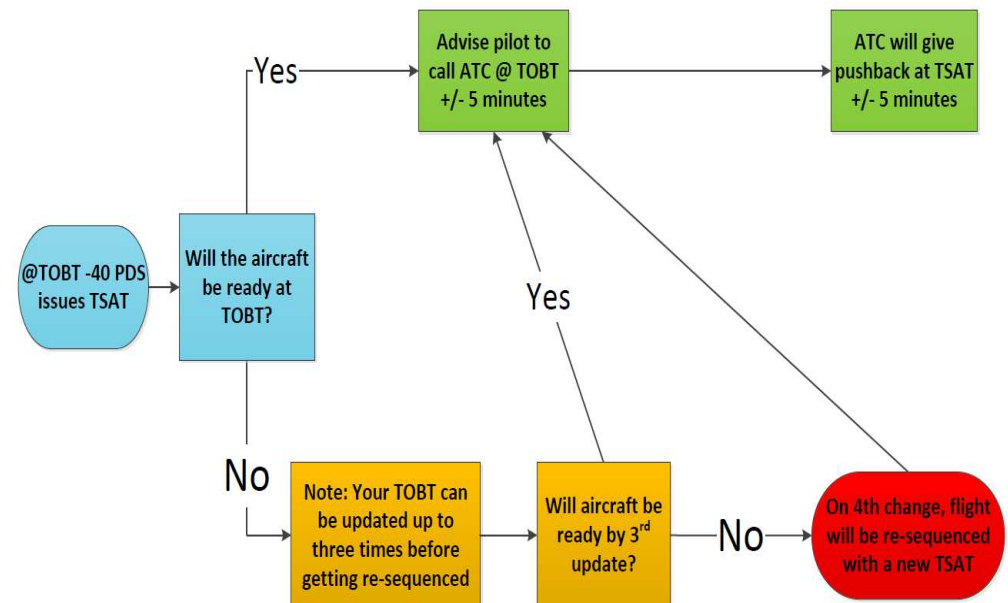 Advise pilot to
call ATC @ TOBT
+/- 5 minutes
ATC will give
pushback at TSAT
+/- 5 minutes
Yes
@TOBT -40 PDS
issues TSAT
Will the aircraft
be ready at
TOBT?
Yes
No
Note: Your TOBT can
be updated up to
three times before
getting re-sequenced
Will aircraft be
ready by 3rd
update?
No
On 4th change, flight
will be re-sequenced
with a new TSAT